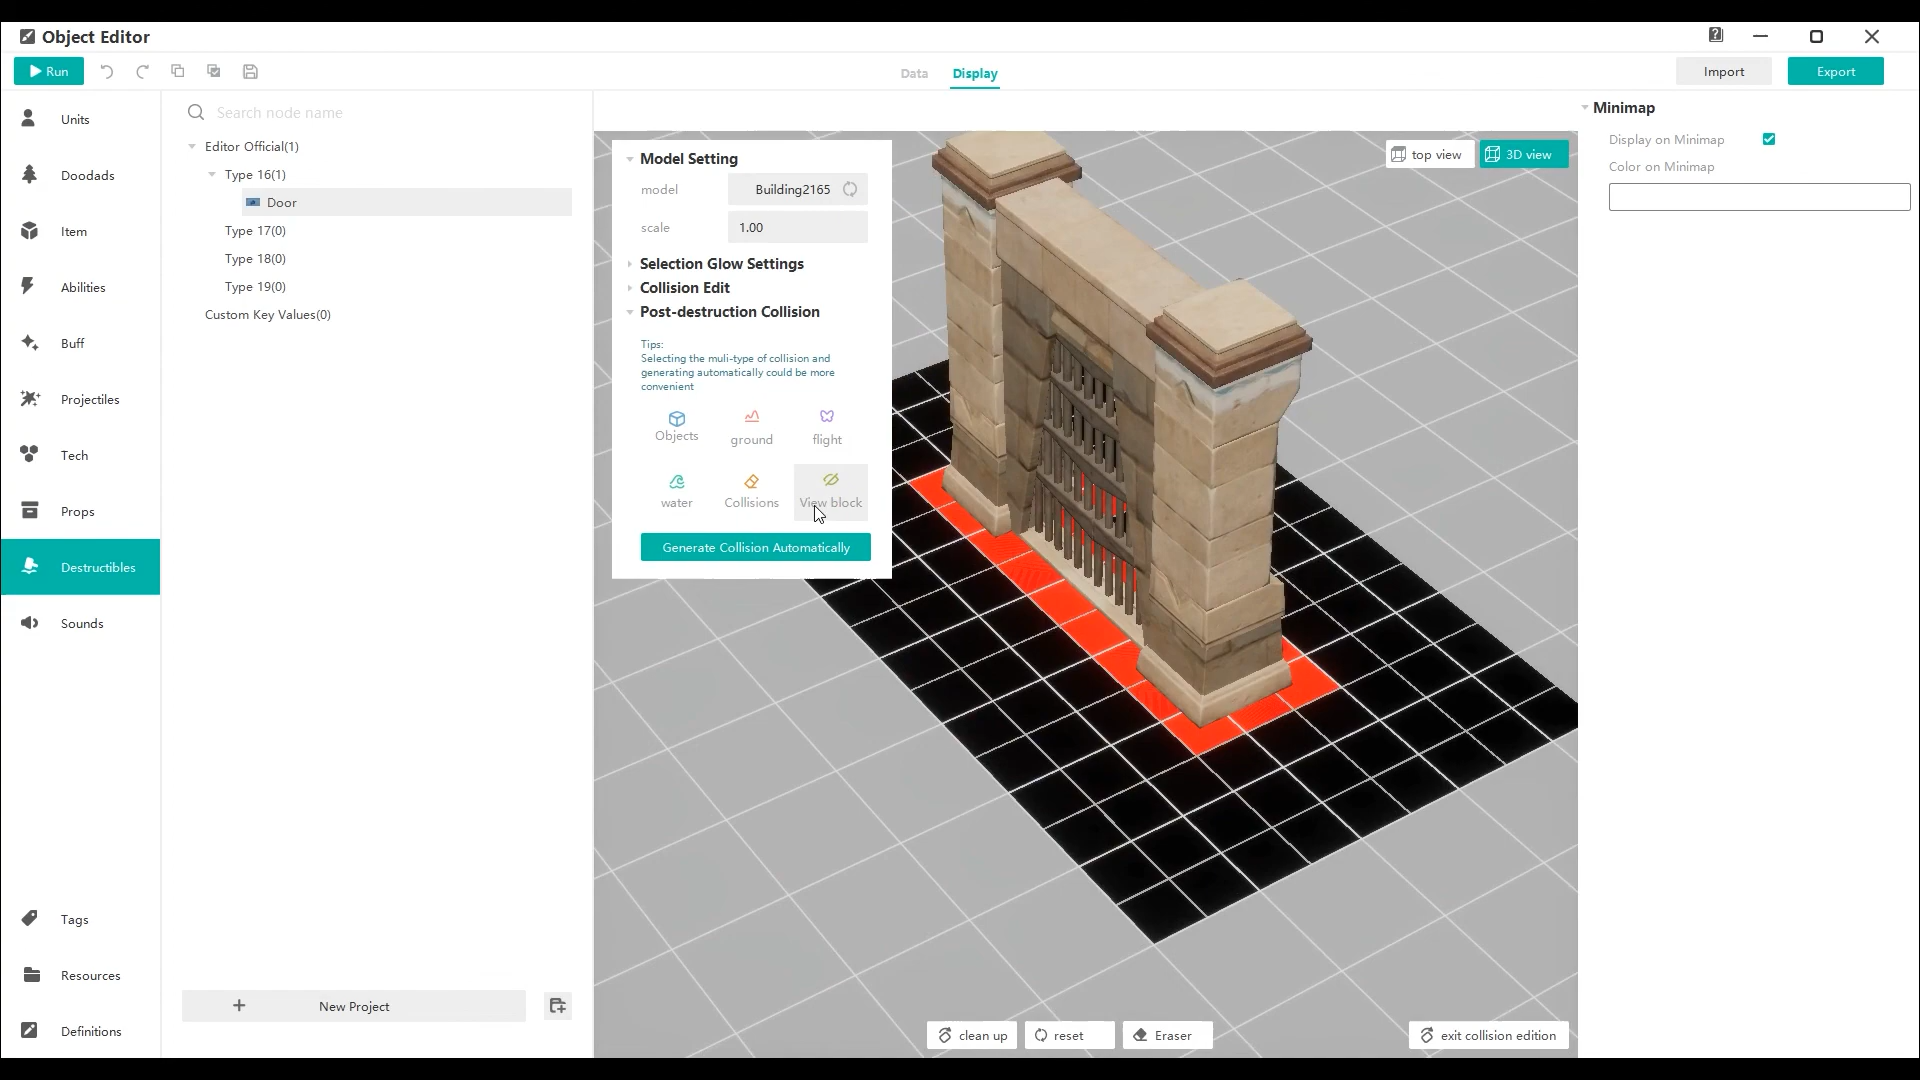 Object Editor
Run
Data
Display
Import
Export
Units
Doodads
Item
Abilities
Buff
Projectiles
Tech
Props
Destructibles
Sounds
Tags
Resources
Definitions
Search node name
Editor Official(1)
Type 16(1)
Door
Type 17(0)
Type 18(0)
Type 19(0)
Custom Key Values(0)
New Project
Model Setting
model
Building2165
scale
1.00
Selection Glow Settings
Collision Edit
Post-destruction Collision
Tips:
Selecting the muli-type of collision and
generating automatically could be more
convenient
Objects
ground
flight
water
Collisions
View block
Generate Collision Automatically
top view
3D view
clean up
reset
Eraser
exit collision edition
Minimap
Display on Minimap
Color on Minimap